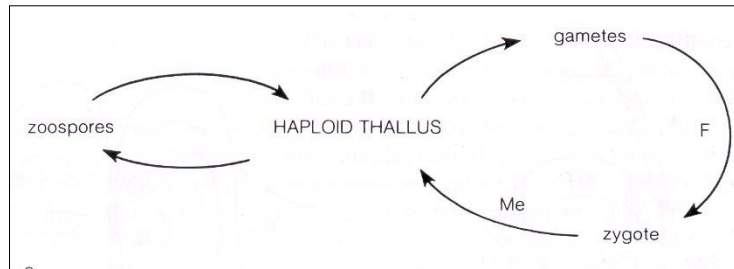 gametes
zoospores
HAPLOID THALLUS
F
Me
zygote